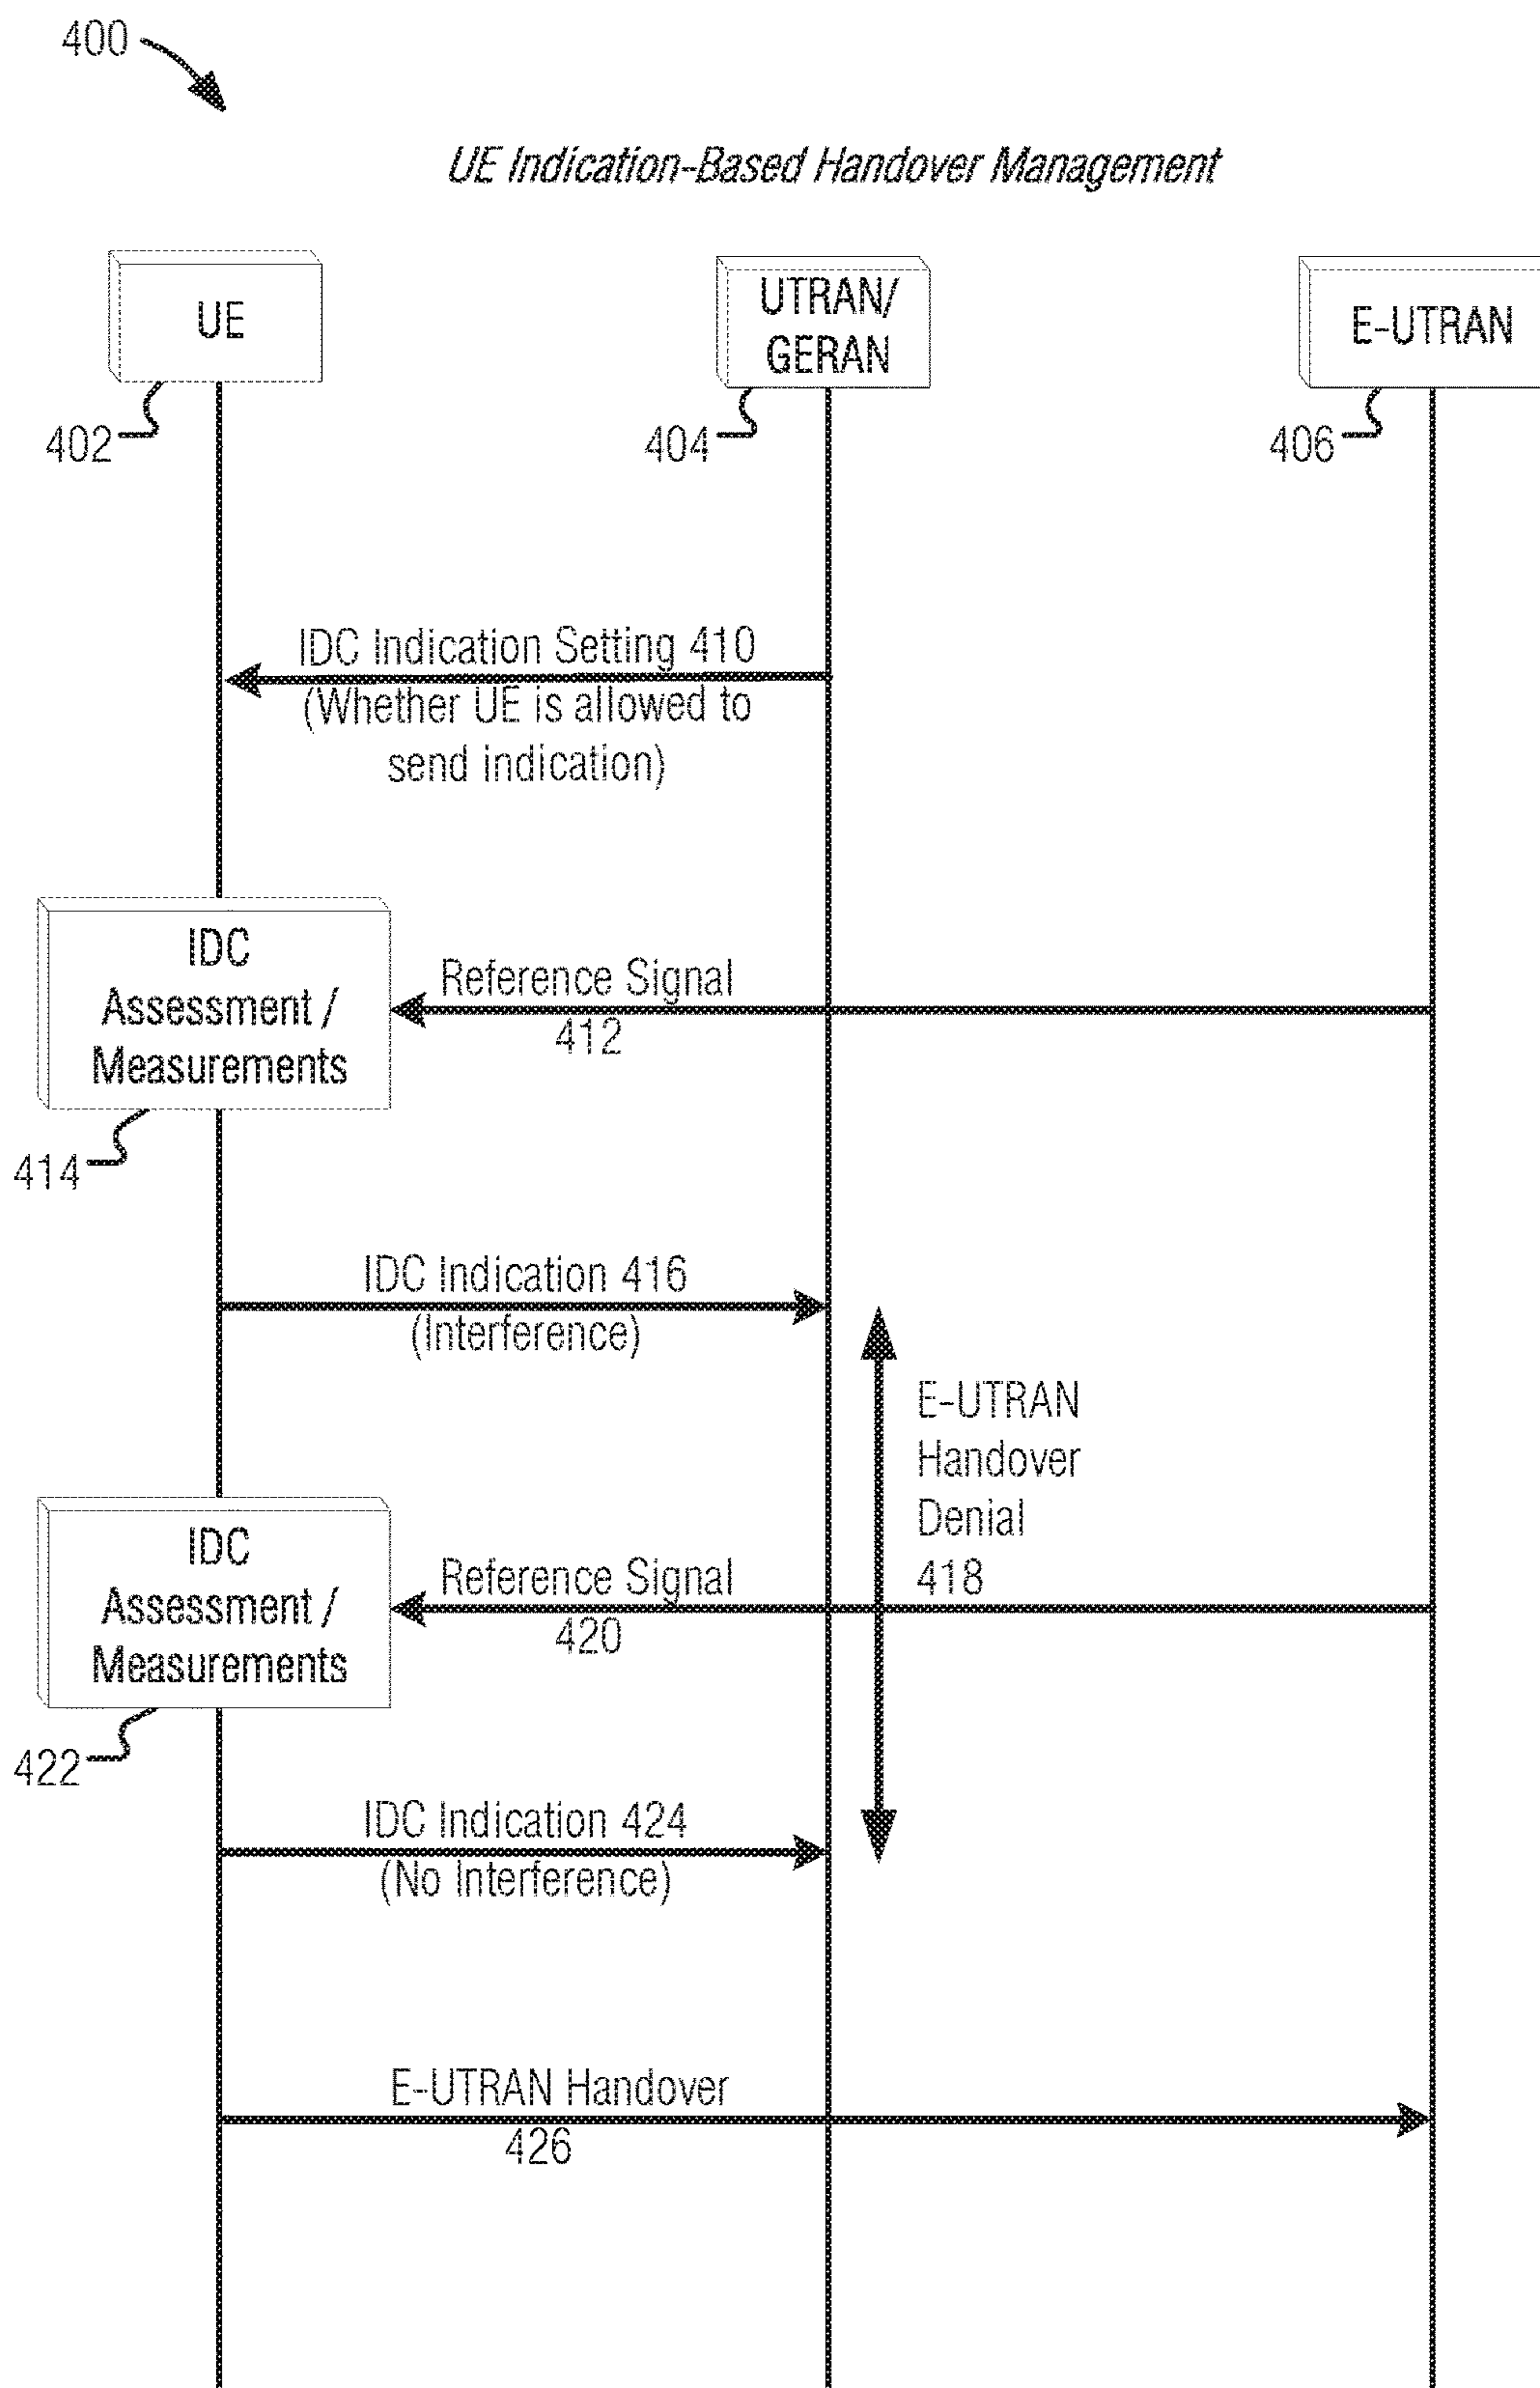 400
UE Indication-Based Handover Management
UE
UTRAN/
GERAN
E-UTRAN
402
404
406
IDC Indication Setting 410
(Whether UE is allowed to
send indication)
IDC
Assessment /
Measurements
Reference Signal
412
414
IDC Indication 416
(Interference)
E-UTRAN
Handover
Denial
418
IDC
Assessment /
Measurements
Reference Signal
420
422
IDC Indication 424
(No Interference)
E-UTRAN Handover
426